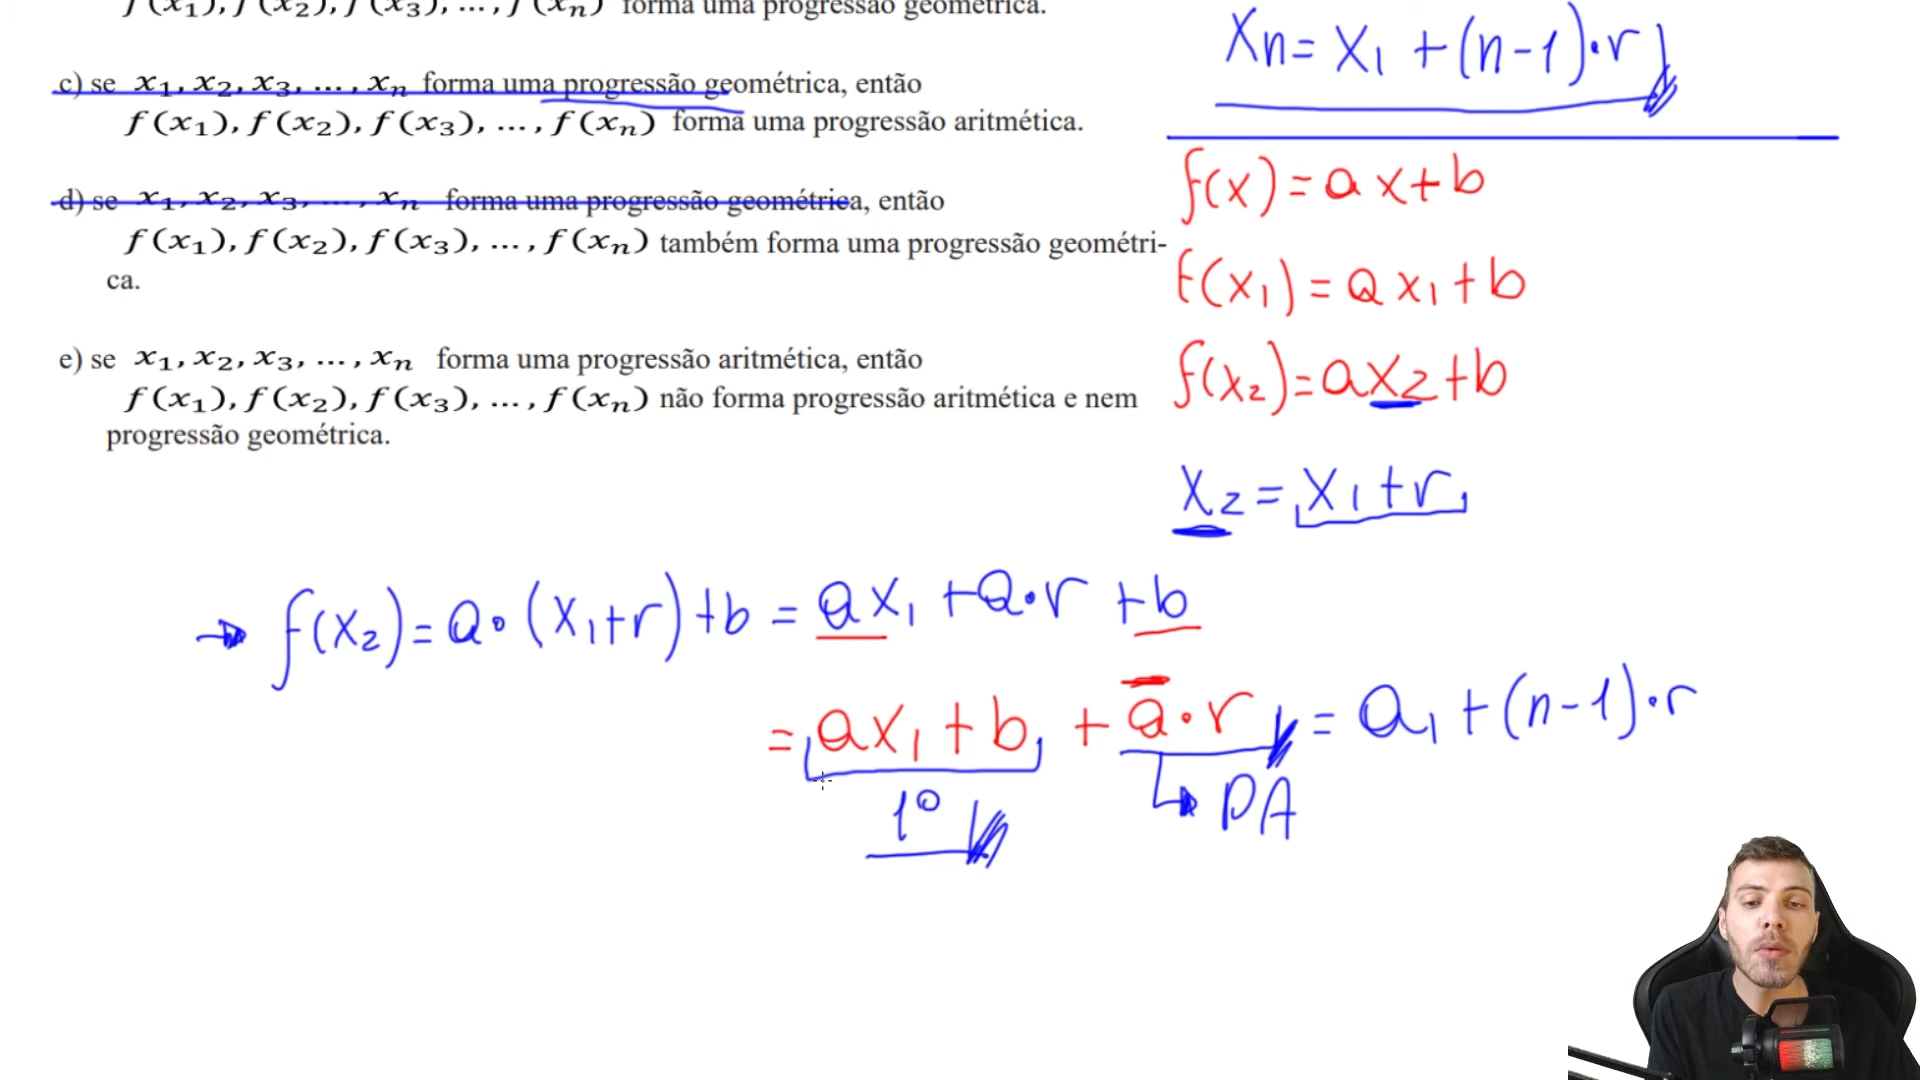 f(x₁), f(x₂), f(x₃), ..., f(xₙ) forma uma progressão geométrica.
c) se x₁, x₂, x₃, ..., xₙ forma uma progressão geométrica, então
f(x₁), f(x₂), f(x₃), ..., f(xₙ) forma uma progressão aritmética.
d) se x₁, x₂, x₃, ..., xₙ forma uma progressão geométrica, então
f(x₁), f(x₂), f(x₃), ..., f(xₙ) também forma uma progressão geométri-
ca.
e) se x₁, x₂, x₃, ..., xₙ forma uma progressão aritmética, então
f(x₁), f(x₂), f(x₃), ..., f(xₙ) não forma progressão aritmética e nem
progressão geométrica.
Xn = X₁ + (n-1)·r
f(x) = ax+b
f(x₁) = ax₁+b
f(x₂) = ax₂+b
X₂ = X₁+r
f(x₂) = a·(x₁+r)+b = ax₁ + a·r + b
= ax₁ + b + a·r = a₁ + (n-1)·r
1º
PA